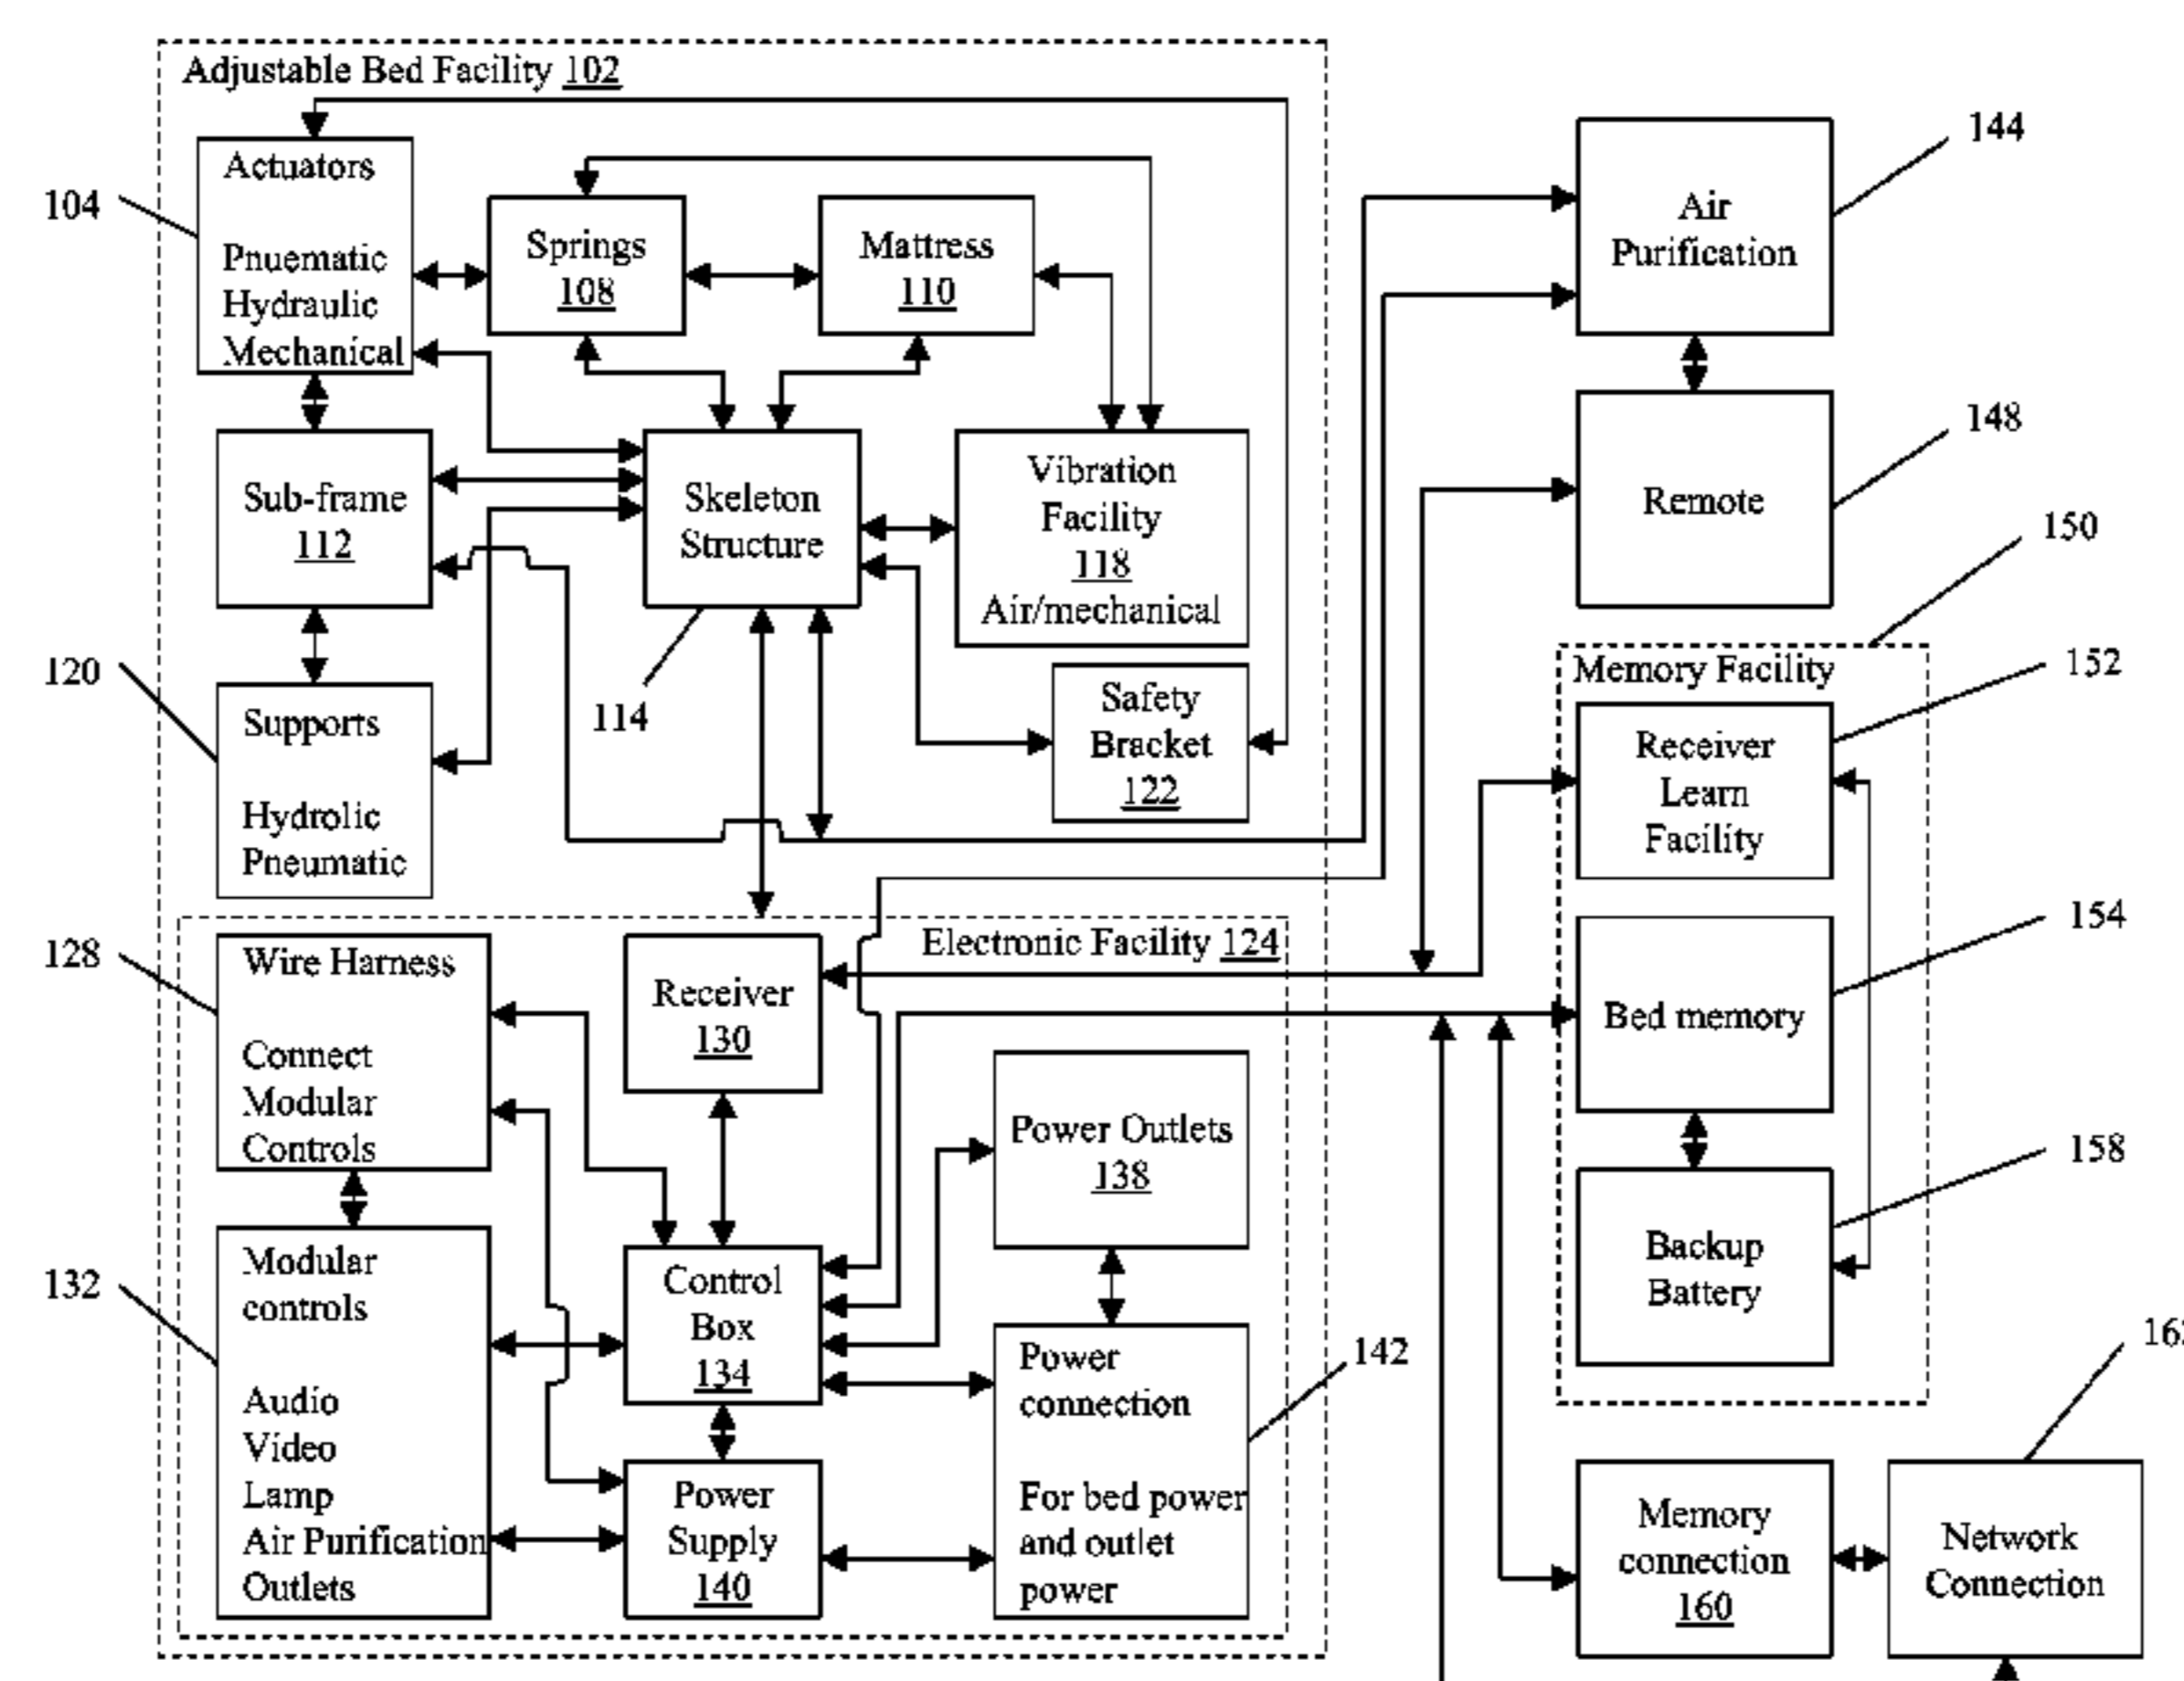 Adjustable Bed Facility 102
Actuators
Pnuematic
Hydraulic
Mechanical
104
Springs
108
Mattress
110
Air
Purification
144
Sub-frame
112
Skeleton
Structure
114
Vibration
Facility
118
Air/mechanical
Remote
148
150
Supports
Hydrolic
Pneumatic
120
Safety
Bracket
122
Memory Facility
Receiver
Learn
Facility
152
Electronic Facility 124
Wire Harness
Connect
Modular
Controls
128
Receiver
130
Bed memory
154
Power Outlets
138
Modular
controls
Audio
Video
Lamp
Air Purification
Outlets
132
Control
Box
134
Backup
Battery
158
Power
Supply
140
Power
connection
For bed power
and outlet
power
142
Memory
connection
160
Network
Connection